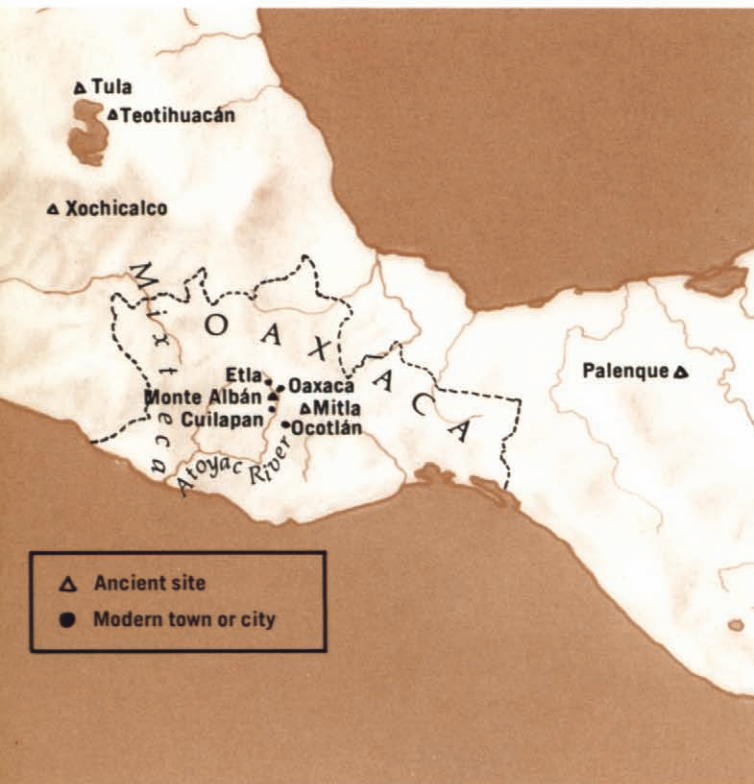 Tula
Teotihuacán
Xochicalco
Mixteca
OAXACA
Etla
Oaxaca
Monte Albán
Mitla
Cuilapan
Ocotlán
Atoyac River
Palenque
Ancient site
Modern town or city